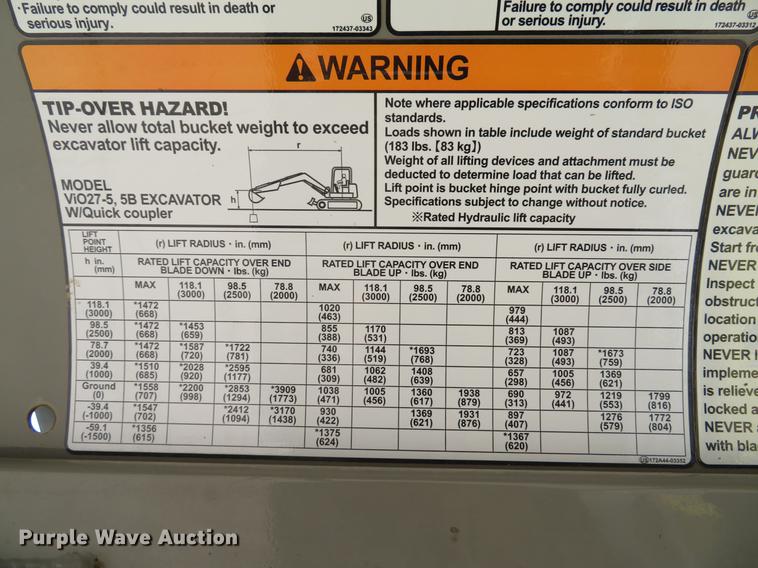 ·Failure to comply could result in death or
serious injury.
US
172437-03343
Failure to comply could result in death
or serious injury.
US
172437-03312
WARNING
TIP-OVER HAZARD!
Never allow total bucket weight to exceed
excavator lift capacity.
r
h
MODEL
ViO27-5, 5B EXCAVATOR
W/Quick coupler
Note where applicable specifications conform to ISO
standards.
Loads shown in table include weight of standard bucket
(183 lbs. [83 kg])
Weight of all lifting devices and attachment must be
deducted to determine load that can be lifted.
Lift point is bucket hinge point with bucket fully curled.
Specifications subject to change without notice.
※Rated Hydraulic lift capacity
LIFT
POINT
HEIGHT
h in.
(mm)
(r) LIFT RADIUS · in. (mm) (r) LIFT RADIUS · in. (mm) (r) LIFT RADIUS · in. (mm)
RATED LIFT CAPACITY OVER END RATED LIFT CAPACITY OVER END RATED LIFT CAPACITY OVER SIDE
BLADE DOWN · lbs. (kg) BLADE UP · lbs. (kg) BLADE UP · lbs. (kg)
MAX 118.1 98.5 78.8 MAX 118.1 98.5 78.8 MAX 118.1 98.5 78.8
(3000) (2500) (2000) (3000) (2500) (2000) (3000) (2500) (2000)
118.1 *1472 1020 979
(3000) (668) (463) (444)
98.5 *1472 *1453 855 1170 813 1087
(2500) (668) (659) (388) (531) (369) (493)
78.7 *1472 *1587 *1722 740 1144 *1693 723 1087 *1673
(2000) (668) (720) (781) (336) (519) (768) (328) (493) (759)
39.4 *1510 *2028 *2595 681 1062 1408 657 1005 1369
(1000) (685) (920) (1177) (309) (482) (639) (298) (456) (621)
Ground *1558 *2200 *2853 *3909 1038 1005 1360 1938 690 972 1219 1799
(0) (707) (998) (1294) (1773) (471) (456) (617) (879) (313) (441) (553) (816)
-39.4 *1547 *2412 *3170 930 1369 1931 897 1276 1772
(-1000) (702) (1094) (1438) (422) (621) (876) (407) (579) (804)
-59.1 *1356 *1375 *1367
(-1500) (615) (624) (620)
US 172A44-03352
ALW
NEV
guard
are in
NEVER
excava
Start fro
NEVER
Inspect
obstruct
location
operatio
NEVER
impleme
is relieve
locked a
NEVER
with bla
Purple Wave Auction